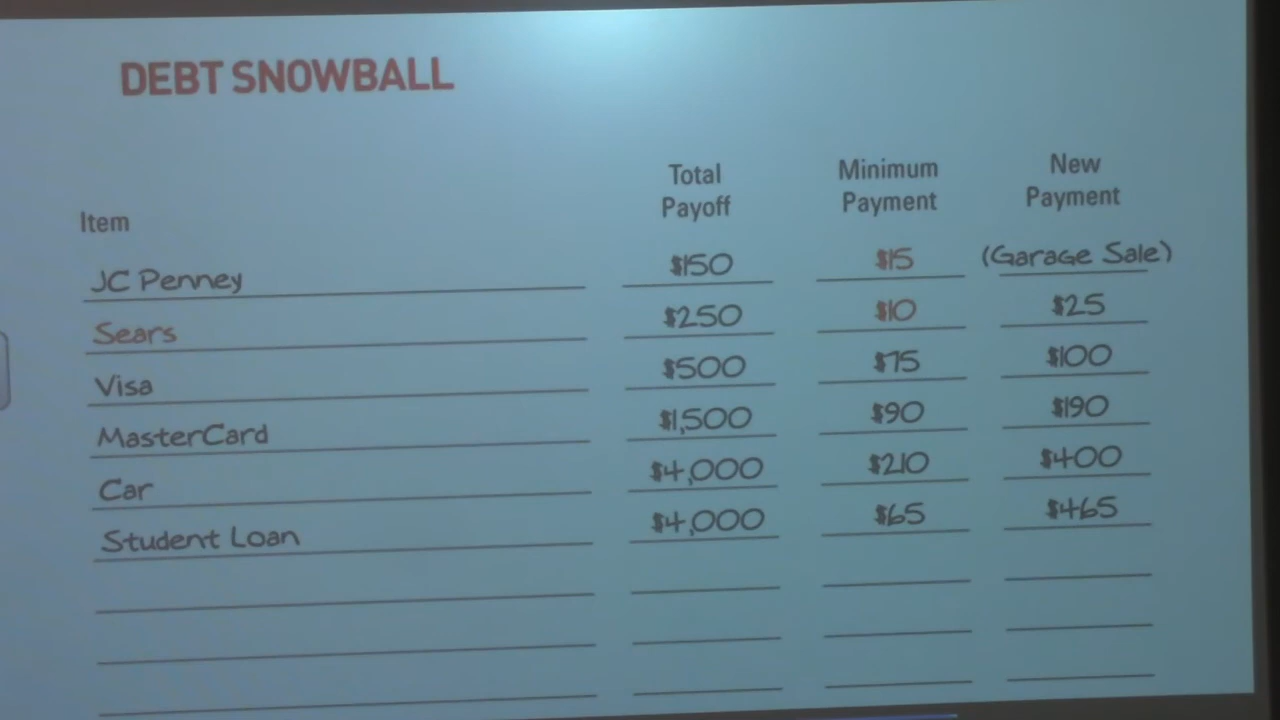 DEBT SNOWBALL
Item Total Payoff Minimum Payment New Payment
JC Penney $150 $15 (Garage Sale)
Sears $250 $10 $25
Visa $500 $75 $100
MasterCard $1,500 $90 $190
Car $4,000 $210 $400
Student Loan $4,000 $65 $465